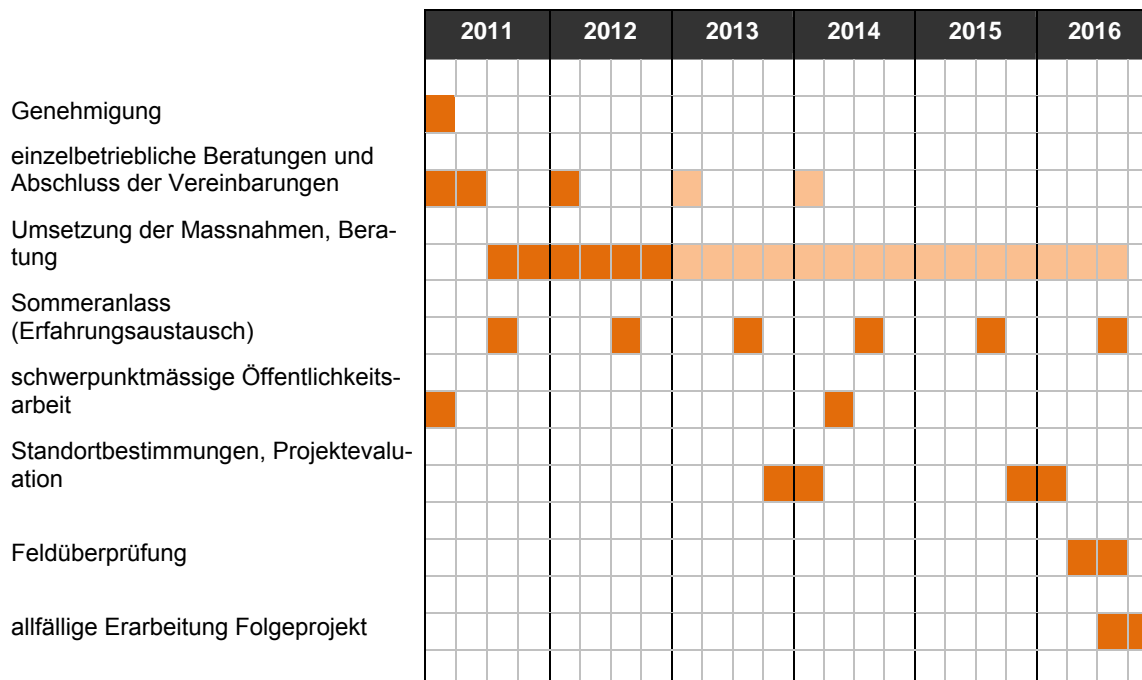 2011 2012 2013 2014 2015 2016
Genehmigung
einzelbetriebliche Beratungen und
Abschluss der Vereinbarungen
Umsetzung der Massnahmen, Bera-
tung
Sommeranlass
(Erfahrungsaustausch)
schwerpunktmässige Öffentlichkeits-
arbeit
Standortbestimmungen, Projektevalu-
ation
Feldüberprüfung
allfällige Erarbeitung Folgeprojekt